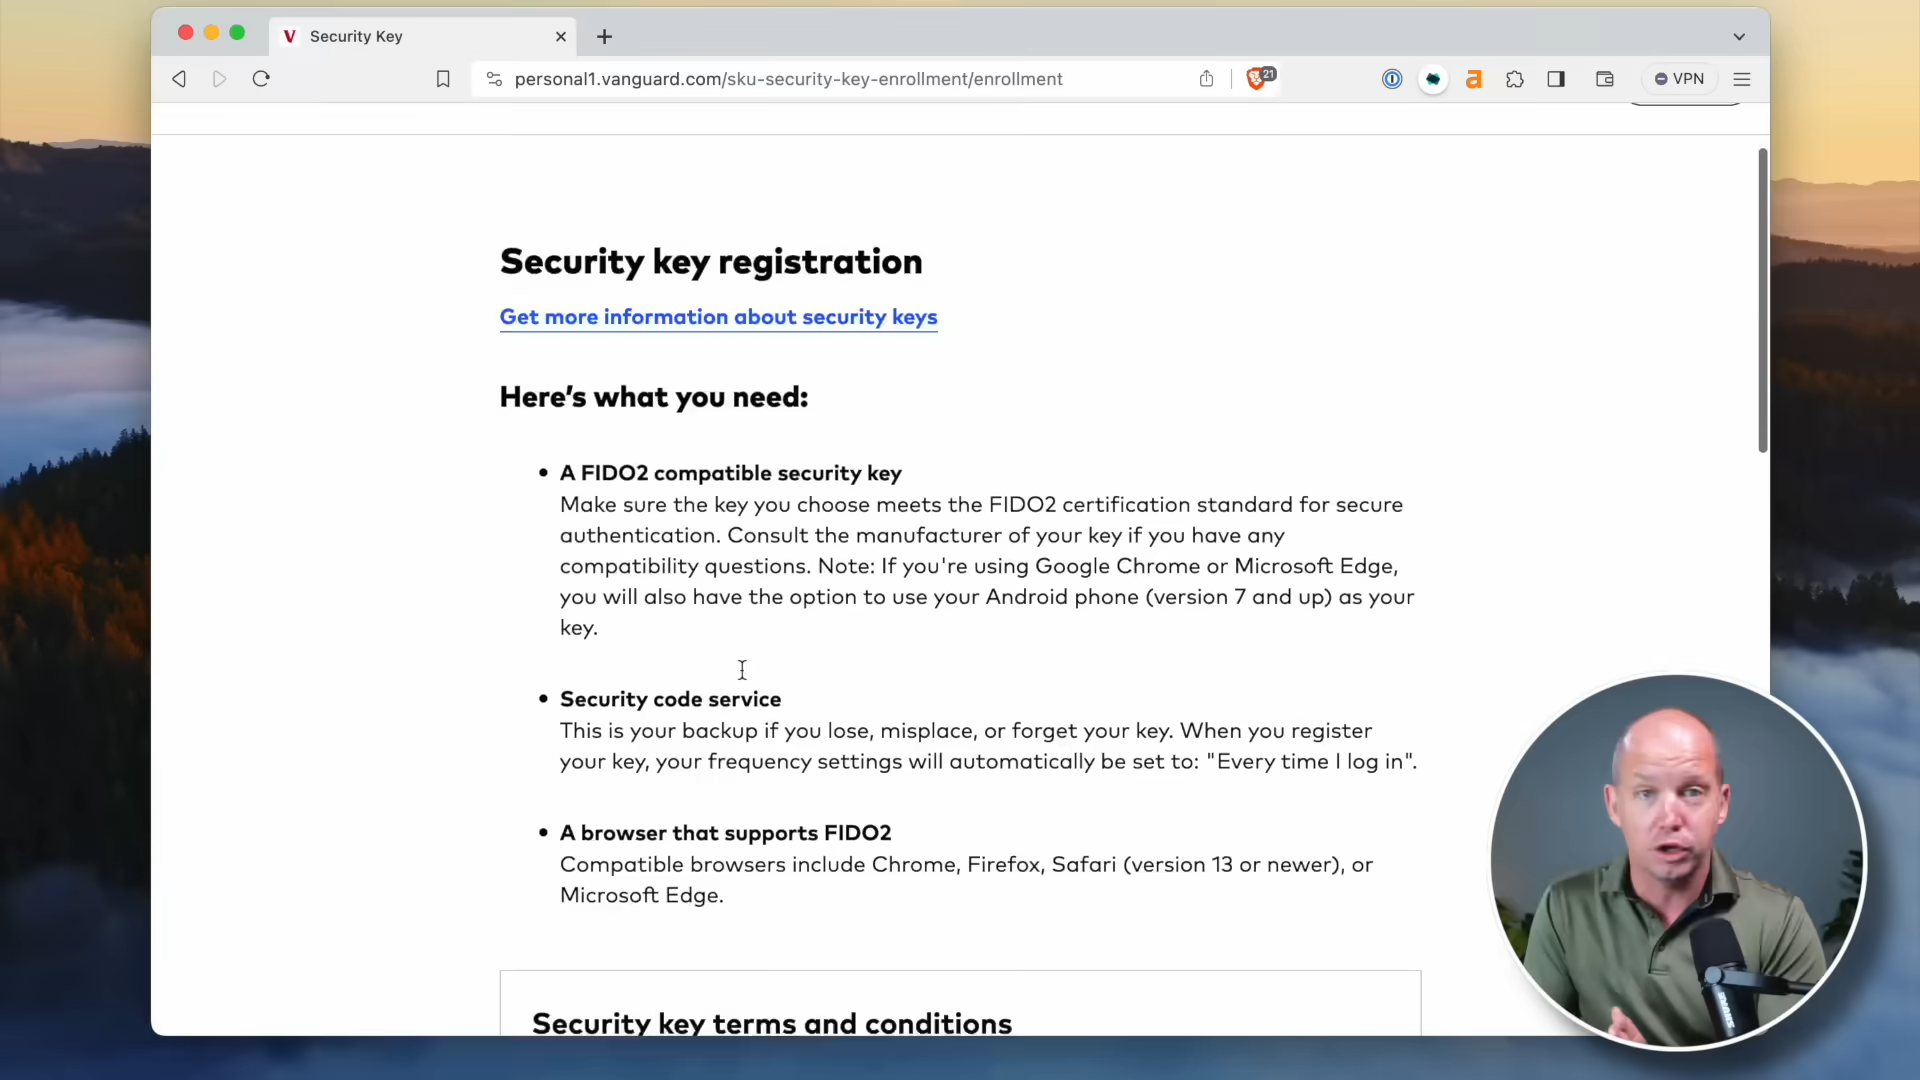 V Security Key
personal1.vanguard.com/sku-security-key-enrollment/enrollment
21
a
VPN
Security key registration
Get more information about security keys
Here's what you need:
• A FIDO2 compatible security key
Make sure the key you choose meets the FIDO2 certification standard for secure
authentication. Consult the manufacturer of your key if you have any
compatibility questions. Note: If you're using Google Chrome or Microsoft Edge,
you will also have the option to use your Android phone (version 7 and up) as your
key.
• Security code service
This is your backup if you lose, misplace, or forget your key. When you register
your key, your frequency settings will automatically be set to: "Every time I log in".
• A browser that supports FIDO2
Compatible browsers include Chrome, Firefox, Safari (version 13 or newer), or
Microsoft Edge.
Security key terms and conditions
SHURE